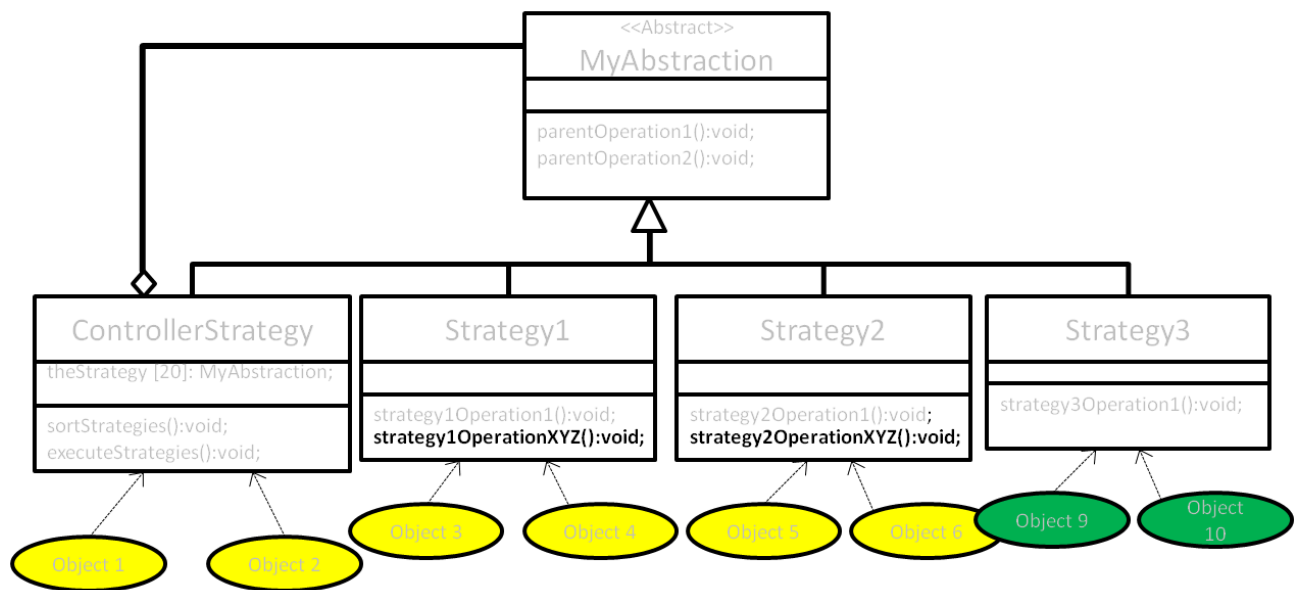 <<Abstract>>
MyAbstraction
parentOperation1():void;
parentOperation2():void;
ControllerStrategy
theStrategy [20]: MyAbstraction;
sortStrategies():void;
executeStrategies():void;
Strategy1
strategy1Operation1():void;
strategy1OperationXYZ():void;
Strategy2
strategy2Operation1():void;
strategy2OperationXYZ():void;
Strategy3
strategy3Operation1():void;
Object 1
Object 2
Object 3
Object 4
Object 5
Object 6
Object 9
Object
10